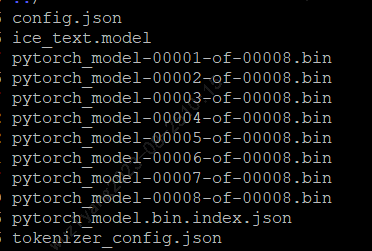 ../
config.json
ice_text.model
pytorch_model-00001-of-00008.bin
pytorch_model-00002-of-00008.bin
pytorch_model-00003-of-00008.bin
pytorch_model-00004-of-00008.bin
pytorch_model-00005-of-00008.bin
pytorch_model-00006-of-00008.bin
pytorch_model-00007-of-00008.bin
pytorch_model-00008-of-00008.bin
pytorch_model.bin.index.json
tokenizer_config.json